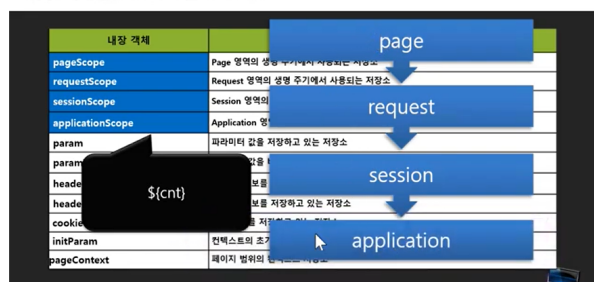 내장 객체
page
pageScope
Page 영역의 생명 주기에서 사용되는 저장소
requestScope
Request 영역의 생명 주기에서 사용되는 저장소
sessionScope
Session 영역의
request
applicationScope
Application
param
파라미터 값을 저장하고 있는 저장소
param
값을
session
heade
보를
${cnt}
heade
보를 저장하고 있는 저장소
cookie
application
initParam
컨텍스트의 초기
pageContext
페이지 범위의